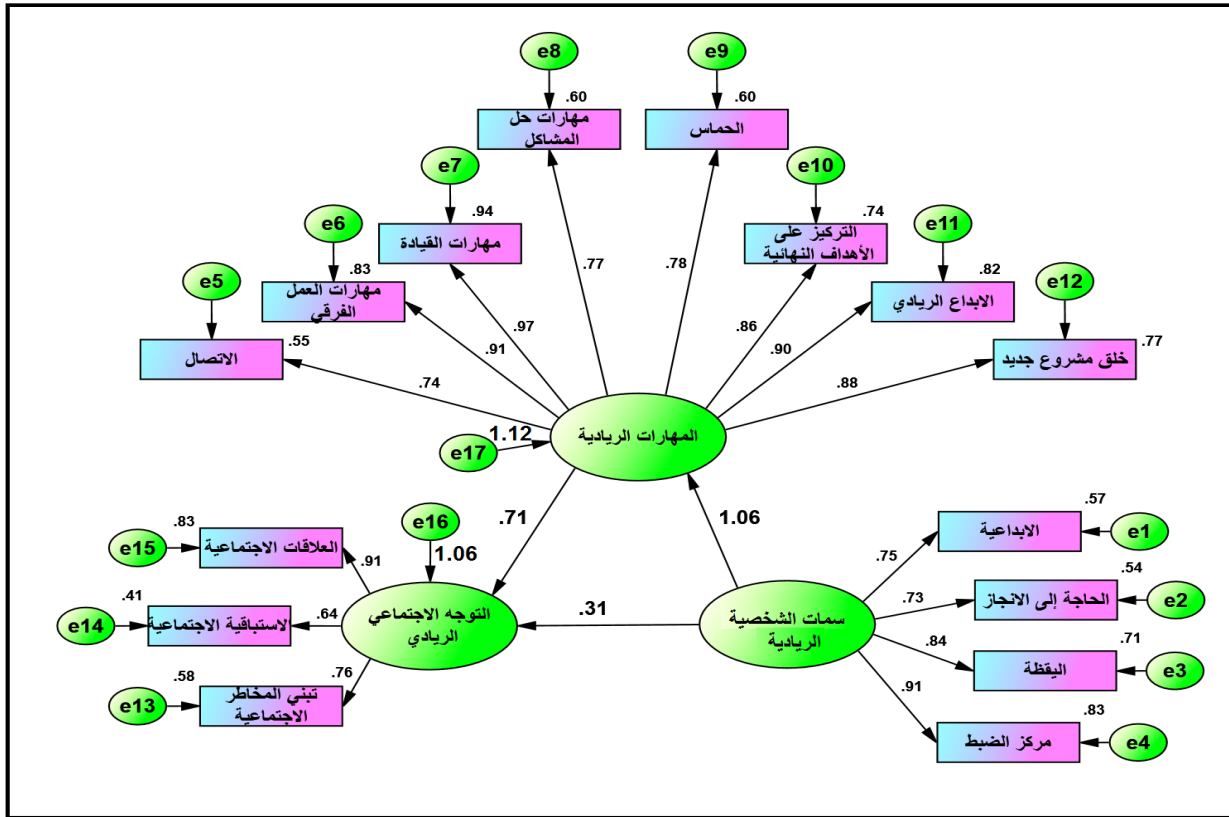 e8
e9
.60
.60
مهارات حل
المشاكل
الحماس
e7
e10
.94
.74
مهارات القيادة
التركيز على
الأهداف النهائية
e6
e11
.83
.82
مهارات العمل
الفرقي
الابداع الريادي
e5
e12
.55
.77
الاتصال
خلق مشروع جديد
.77
.78
.97
.86
.91
.90
.74
.88
المهارات الريادية
e17
1.12
.71
1.06
e16
1.06
.57
الابداعية
e1
.75
.54
الحاجة إلى الانجاز
e2
.73
.71
اليقظة
e3
.84
.83
مركز الضبط
e4
.91
سمات الشخصية
الريادية
.31
التوجه الاجتماعي
الريادي
.83
العلاقات الاجتماعية
e15
.91
.41
الاستباقية الاجتماعية
e14
.64
.58
تبني المخاطر
الاجتماعية
e13
.76